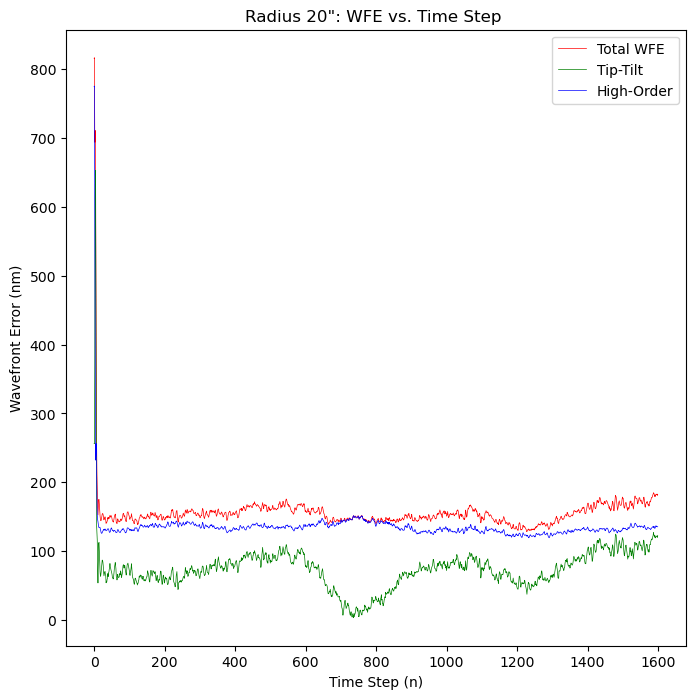 Radius 20": WFE vs. Time Step
Total WFE
Tip-Tilt
High-Order
Wavefront Error (nm)
800
700
600
500
400
300
200
100
0
0 200 400 600 800 1000 1200 1400 1600
Time Step (n)